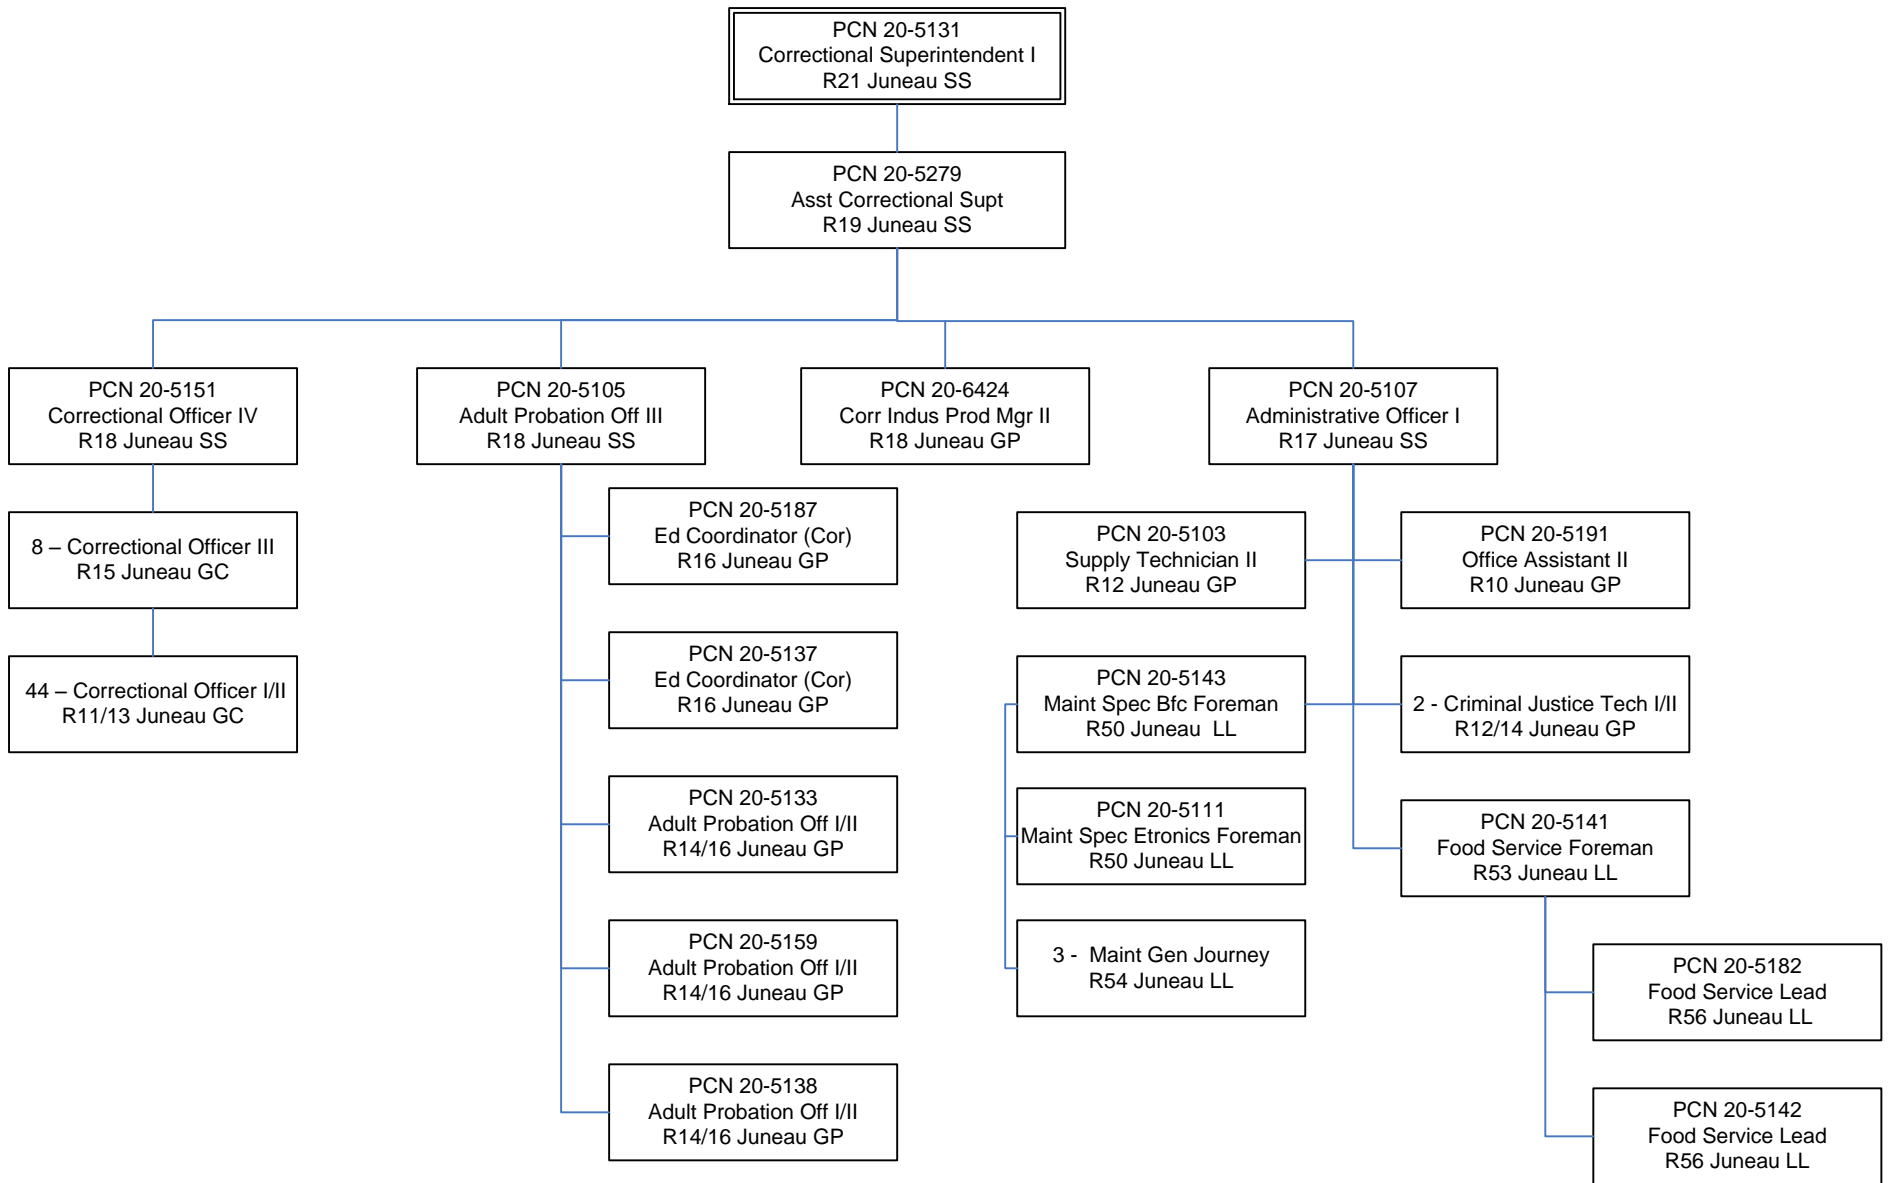 PCN 20-5131
Correctional Superintendent I
R21 Juneau SS
PCN 20-5279
Asst Correctional Supt
R19 Juneau SS
PCN 20-5151
Correctional Officer IV
R18 Juneau SS
8 – Correctional Officer III
R15 Juneau GC
44 – Correctional Officer I/II
R11/13 Juneau GC
PCN 20-5105
Adult Probation Off III
R18 Juneau SS
PCN 20-5187
Ed Coordinator (Cor)
R16 Juneau GP
PCN 20-5137
Ed Coordinator (Cor)
R16 Juneau GP
PCN 20-5133
Adult Probation Off I/II
R14/16 Juneau GP
PCN 20-5159
Adult Probation Off I/II
R14/16 Juneau GP
PCN 20-5138
Adult Probation Off I/II
R14/16 Juneau GP
PCN 20-6424
Corr Indus Prod Mgr II
R18 Juneau GP
PCN 20-5107
Administrative Officer I
R17 Juneau SS
PCN 20-5103
Supply Technician II
R12 Juneau GP
PCN 20-5191
Office Assistant II
R10 Juneau GP
PCN 20-5143
Maint Spec Bfc Foreman
R50 Juneau  LL
2 - Criminal Justice Tech I/II
R12/14 Juneau GP
PCN 20-5111
Maint Spec Etronics Foreman
R50 Juneau LL
3 -  Maint Gen Journey
R54 Juneau LL
PCN 20-5141
Food Service Foreman
R53 Juneau LL
PCN 20-5182
Food Service Lead
R56 Juneau LL
PCN 20-5142
Food Service Lead
R56 Juneau LL